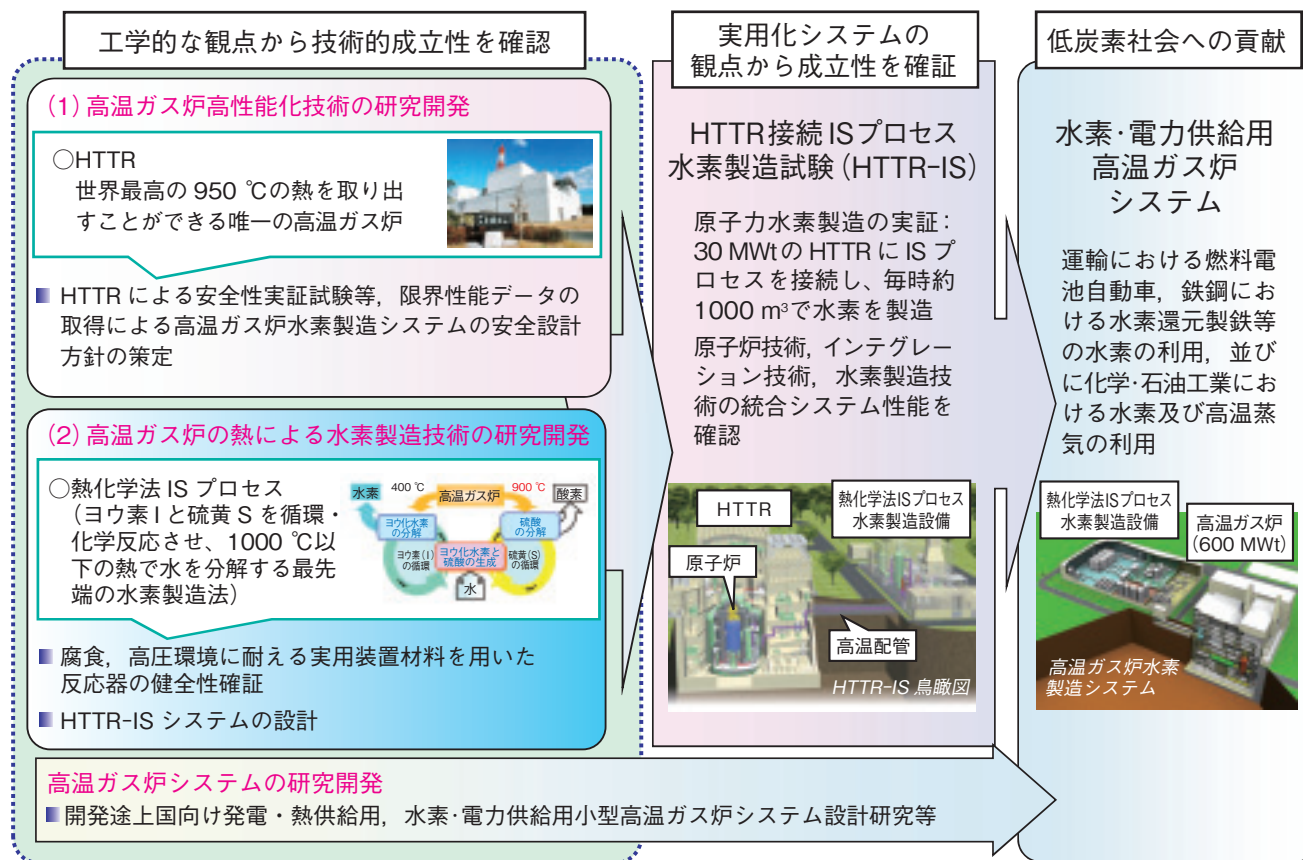 工学的な観点から技術的成立性を確認
(1) 高温ガス炉高性能化技術の研究開発
○HTTR
世界最高の 950 ℃の熱を取り出
すことができる唯一の高温ガス炉
■ HTTR による安全性実証試験等，限界性能データの
取得による高温ガス炉水素製造システムの安全設計
方針の策定
(2) 高温ガス炉の熱による水素製造技術の研究開発
○熱化学法 IS プロセス
（ヨウ素 I と硫黄 S を循環・
化学反応させ、1000 ℃以
下の熱で水を分解する最先
端の水素製造法）
水素
400 ℃
高温ガス炉
900 ℃
酸素
ヨウ化水素
の分解
硫酸
の分解
ヨウ素(I)
の循環
ヨウ化水素と
硫酸の生成
硫黄(S)
の循環
水
■ 腐食，高圧環境に耐える実用装置材料を用いた
反応器の健全性確証
■ HTTR-IS システムの設計
実用化システムの
観点から成立性を確証
HTTR接続 ISプロセス
水素製造試験（HTTR-IS）
原子力水素製造の実証：
30 MWtの HTTR に IS プ
ロセスを接続し、毎時約
1000 m³で水素を製造
原子炉技術，インテグレー
ション技術，水素製造技
術の統合システム性能を
確認
HTTR
熱化学法ISプロセス
水素製造設備
原子炉
高温配管
HTTR-IS 鳥瞰図
低炭素社会への貢献
水素･電力供給用
高温ガス炉
システム
運輸における燃料電
池自動車，鉄鋼にお
ける水素還元製鉄等
の水素の利用，並び
に化学･石油工業にお
ける水素及び高温蒸
気の利用
熱化学法ISプロセス
水素製造設備
高温ガス炉
(600 MWt)
高温ガス炉水素
製造システム
高温ガス炉システムの研究開発
■ 開発途上国向け発電・熱供給用，水素･電力供給用小型高温ガス炉システム設計研究等